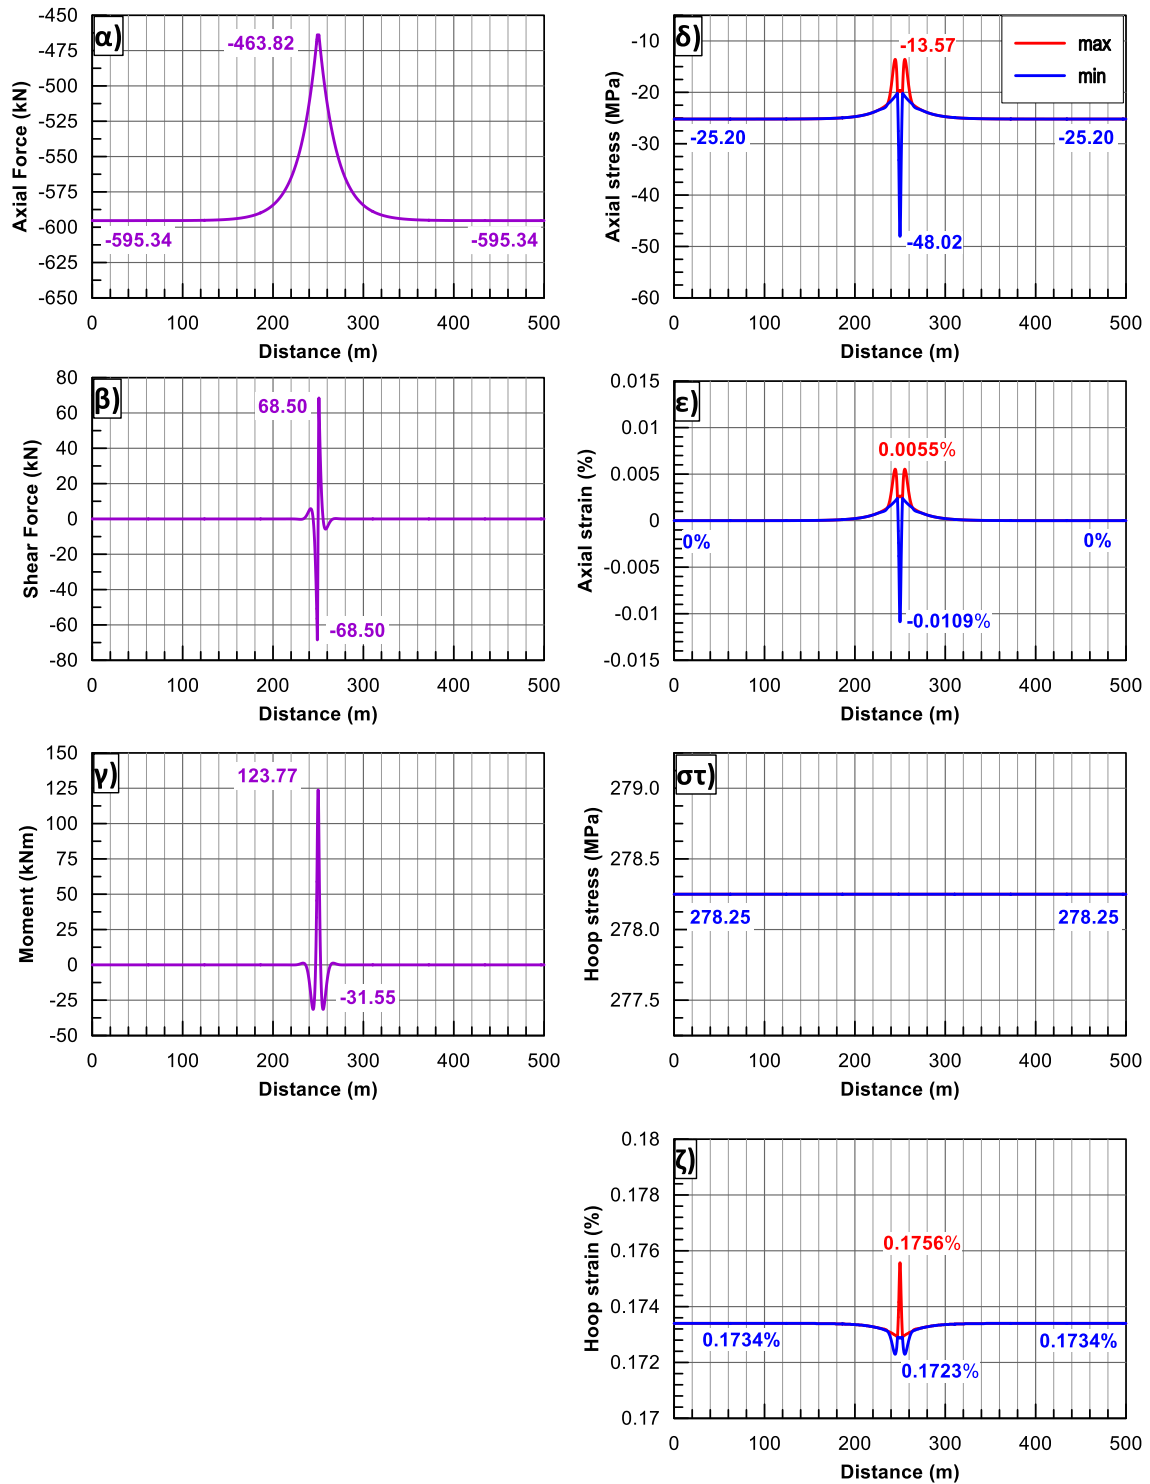 α)
Axial Force (kN)
-450
-475
-500
-525
-550
-575
-600
-625
-650
-463.82
-595.34
-595.34
0 100 200 300 400 500
Distance (m)
δ)
Axial stress (MPa)
-10
-20
-30
-40
-50
-60
max
min
-13.57
-25.20
-25.20
-48.02
0 100 200 300 400 500
Distance (m)
β)
Shear Force (kN)
80
60
40
20
0
-20
-40
-60
-80
68.50
-68.50
0 100 200 300 400 500
Distance (m)
ε)
Axial strain (%)
0.015
0.01
0.005
0
-0.005
-0.01
-0.015
0.0055%
0%
0%
-0.0109%
0 100 200 300 400 500
Distance (m)
γ)
Moment (kNm)
150
125
100
75
50
25
0
-25
-50
123.77
-31.55
0 100 200 300 400 500
Distance (m)
στ)
Hoop stress (MPa)
279.0
278.5
278.0
277.5
278.25
278.25
0 100 200 300 400 500
Distance (m)
ζ)
Hoop strain (%)
0.18
0.178
0.176
0.174
0.172
0.17
0.1756%
0.1734%
0.1734%
0.1723%
0 100 200 300 400 500
Distance (m)